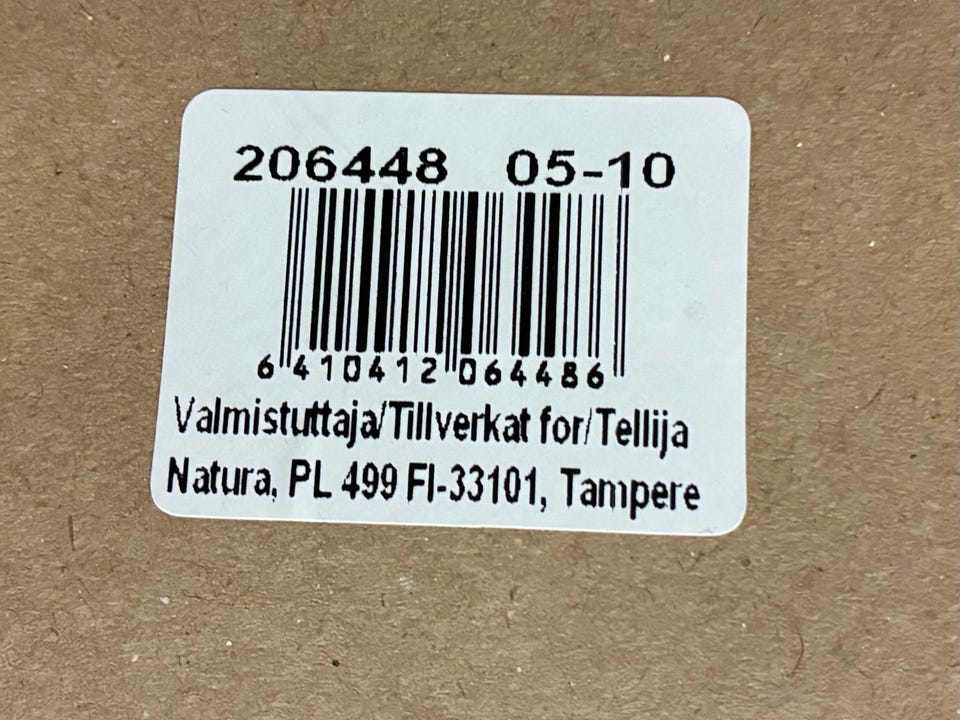 206448 05-10
6 410412 064486
Valmistuttaja/Tillverkat for/Tellija
Natura, PL 499 FI-33101, Tampere